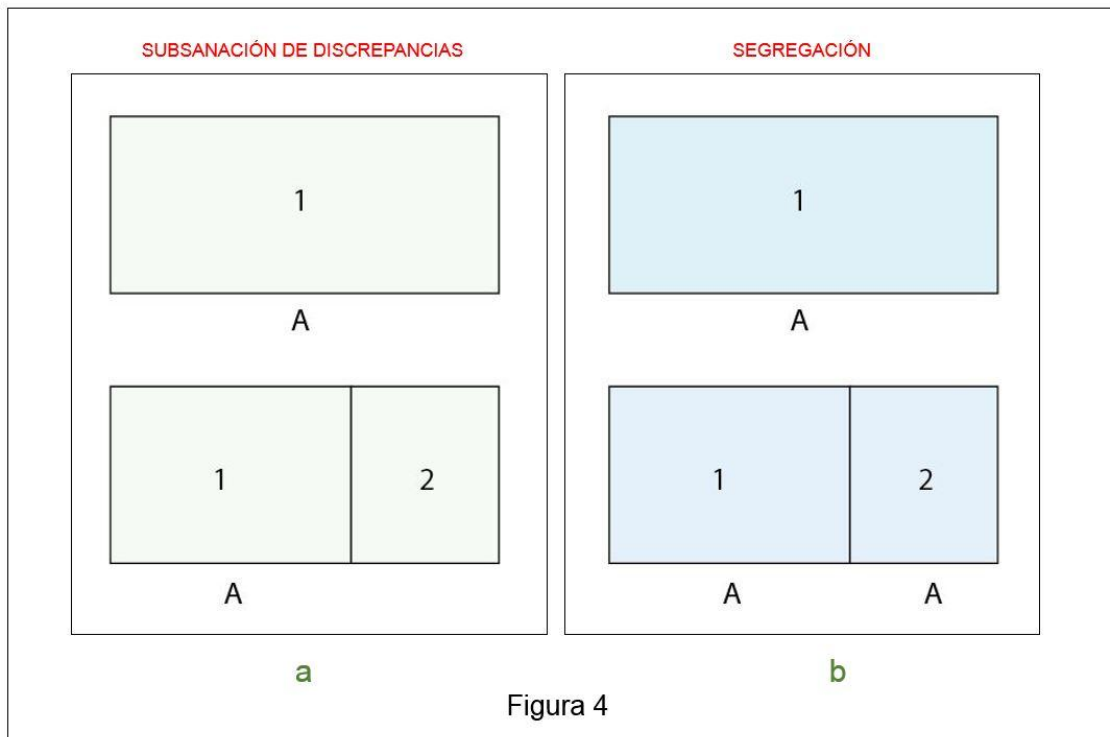 SUBSANACIÓN DE DISCREPANCIAS
1
A
1 2
A
a
SEGREGACIÓN
1
A
1 2
A A
b
Figura 4